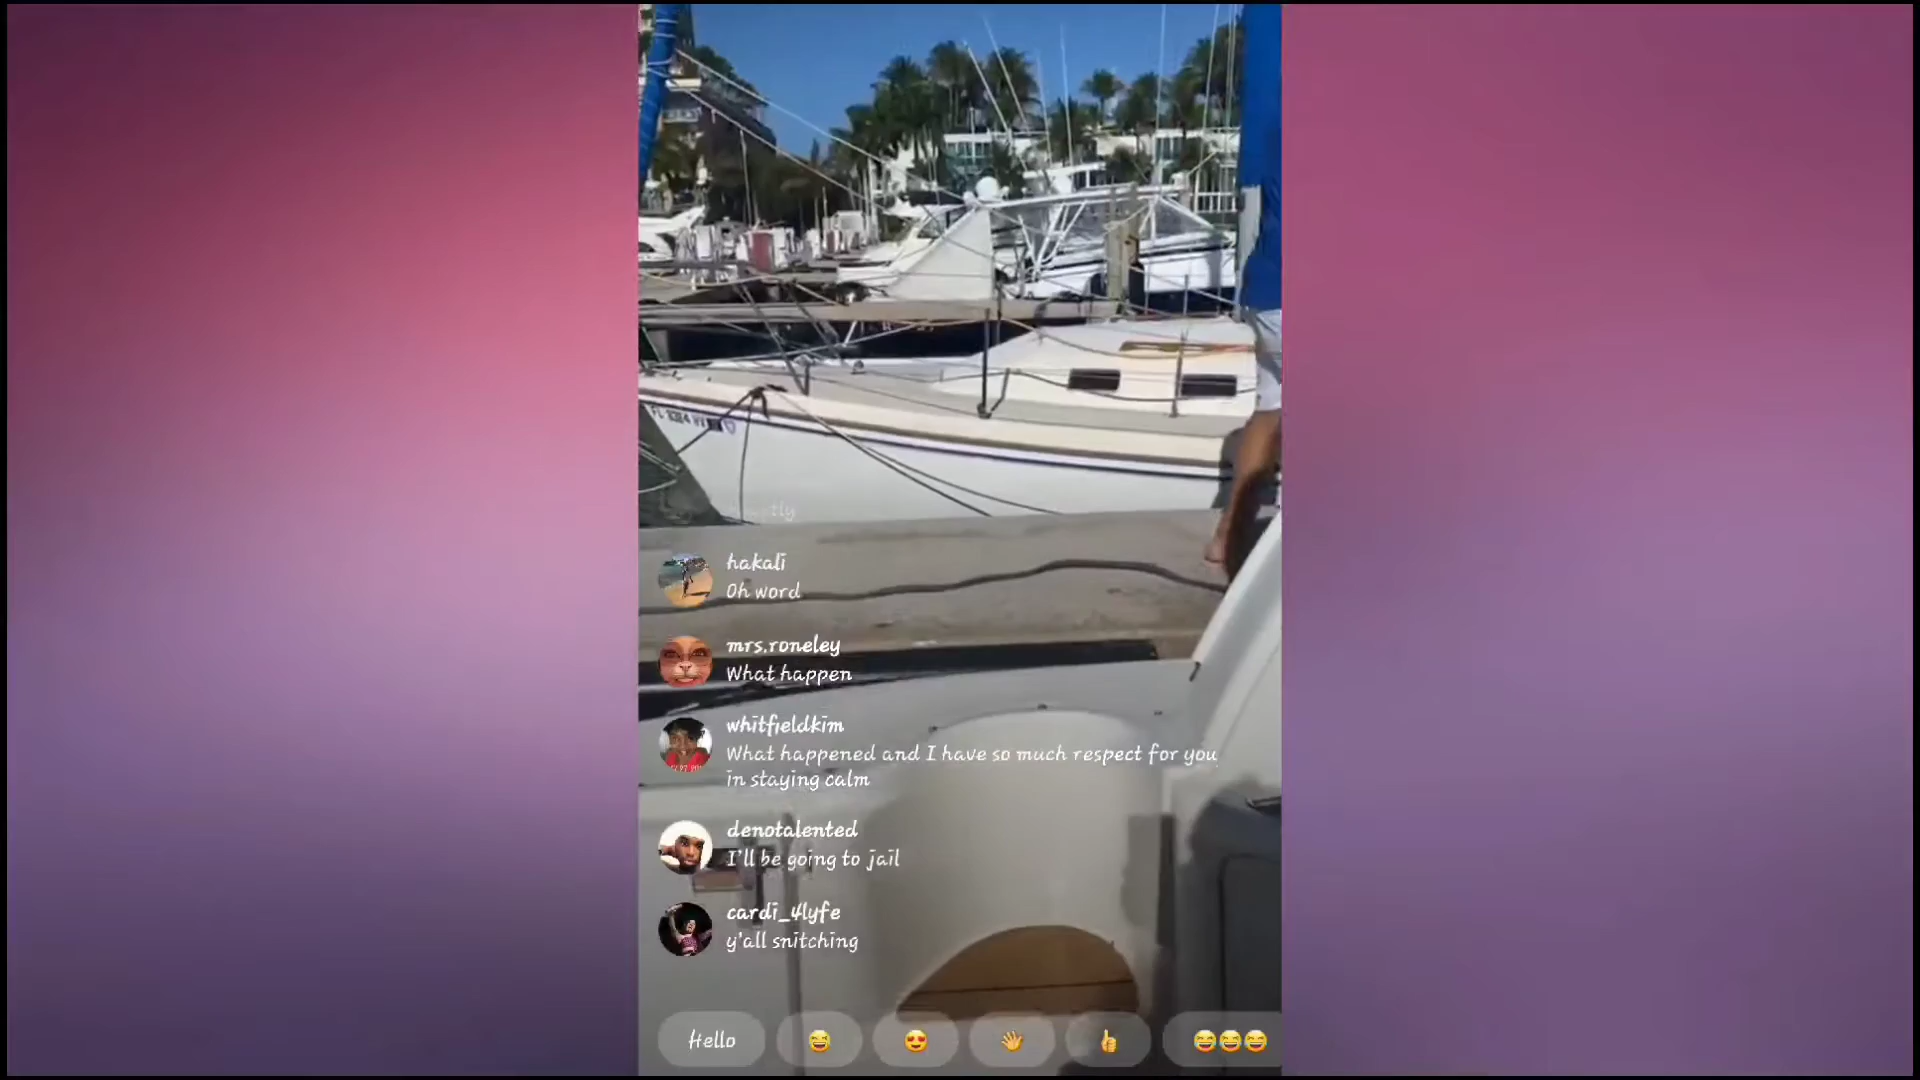 hakali
Oh word
mrs.roneley
What happen
whitfieldkim
What happened and I have so much respect for you
in staying calm
denotalented
I'll be going to jail
cardi_4lyfe
y'all snitching
Hello